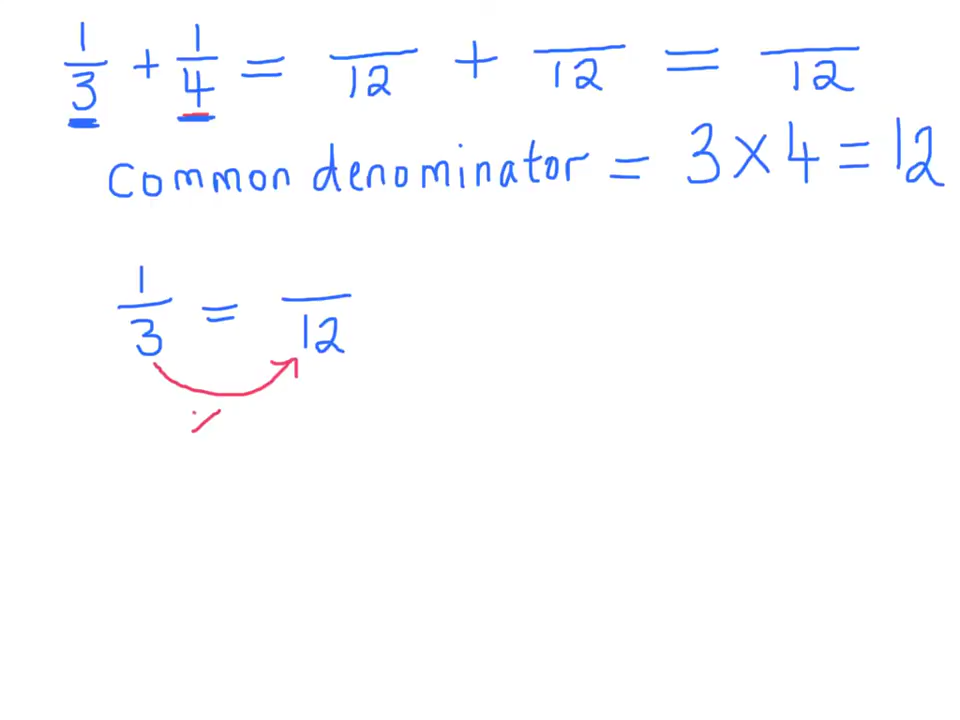 1/3 + 1/4 = /12 + /12 = /12
common denominator = 3 × 4 = 12
1/3 = /12